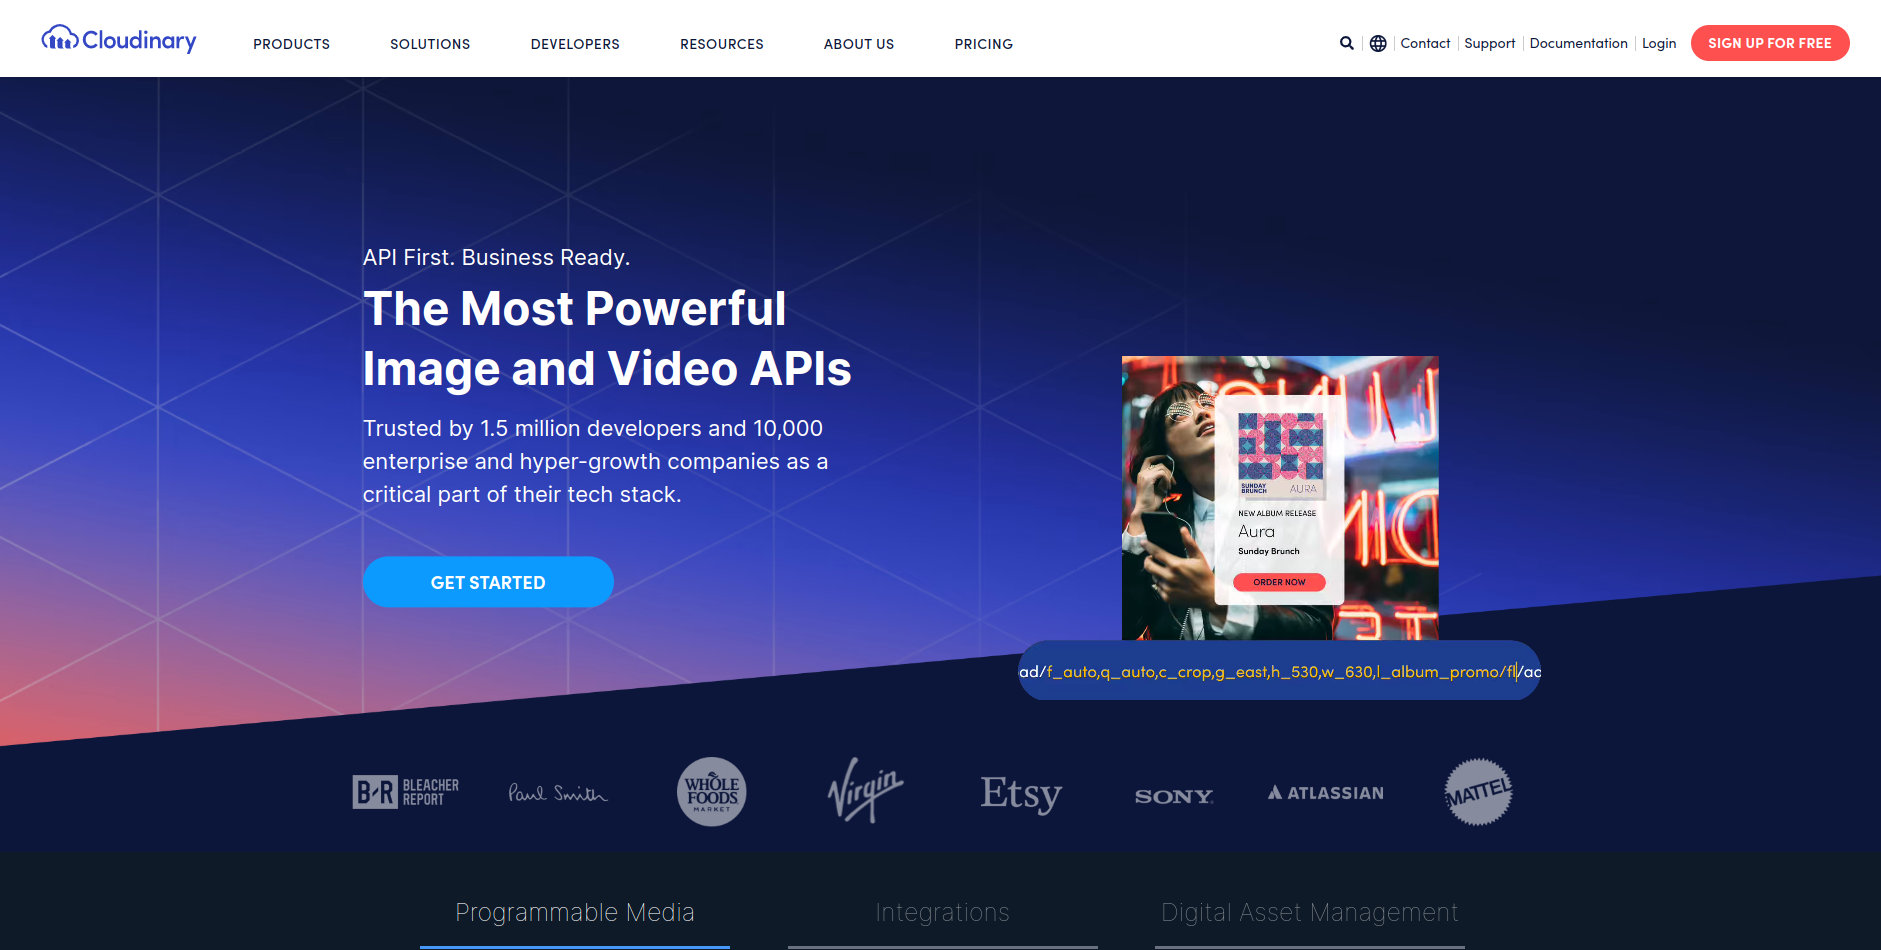 Cloudinary
PRODUCTS
SOLUTIONS
DEVELOPERS
RESOURCES
ABOUT US
PRICING
Contact
Support
Documentation
Login
SIGN UP FOR FREE
API First. Business Ready.
The Most Powerful
Image and Video APIs
Trusted by 1.5 million developers and 10,000
enterprise and hyper-growth companies as a
critical part of their tech stack.
GET STARTED
SUNDAY
BRUNCH
AURA
NEW ALBUM RELEASE
Aura
Sunday Brunch
ORDER NOW
ad/f_auto,q_auto,c_crop,g_east,h_530,w_630,l_album_promo/fl/ac
B R BLEACHER
REPORT
Paul Smith
WHOLE
FOODS
MARKET
Virgin
Etsy
SONY
ATLASSIAN
MATTEL
Programmable Media
Integrations
Digital Asset Management